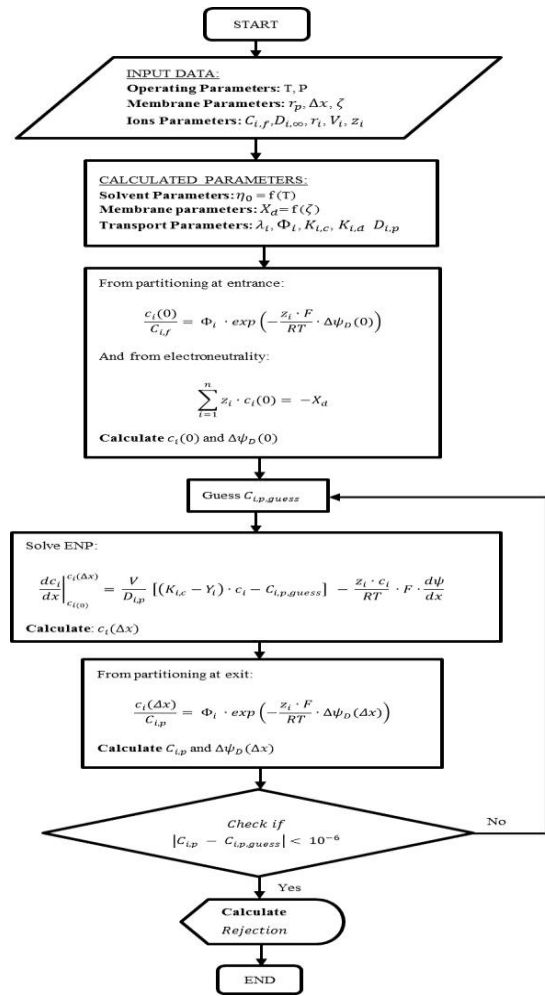 START
INPUT DATA:
Operating Parameters: T, P
Membrane Parameters: r_p, Δx, ζ
Ions Parameters: C_{i,f}, D_{i,∞}, r_i, V_i, z_i
CALCULATED PARAMETERS:
Solvent Parameters: η_0 = f(T)
Membrane parameters: X_d = f(ζ)
Transport Parameters: λ_i, Φ_i, K_{i,c}, K_{i,d} D_{i,p}
From partitioning at entrance:
c_i(0)/C_{i,f} = Φ_i · exp(−(z_i · F)/(RT) · Δψ_D(0))
And from electroneutrality:
∑_{i=1}^{n} z_i · c_i(0) = −X_d
Calculate c_i(0) and Δψ_D(0)
Guess C_{i,p,guess}
Solve ENP:
dc_i/dx|_{c_{i(0)}}^{c_i(Δx)} = V/D_{i,p} [(K_{i,c} − Y_i) · c_i − C_{i,p,guess}] − (z_i · c_i)/(RT) · F · dψ/dx
Calculate: c_i(Δx)
From partitioning at exit:
c_i(Δx)/C_{i,p} = Φ_i · exp(−(z_i · F)/(RT) · Δψ_D(Δx))
Calculate C_{i,p} and Δψ_D(Δx)
Check if
|C_{i,p} − C_{i,p,guess}| < 10^{−6}
No
Yes
Calculate
Rejection
END